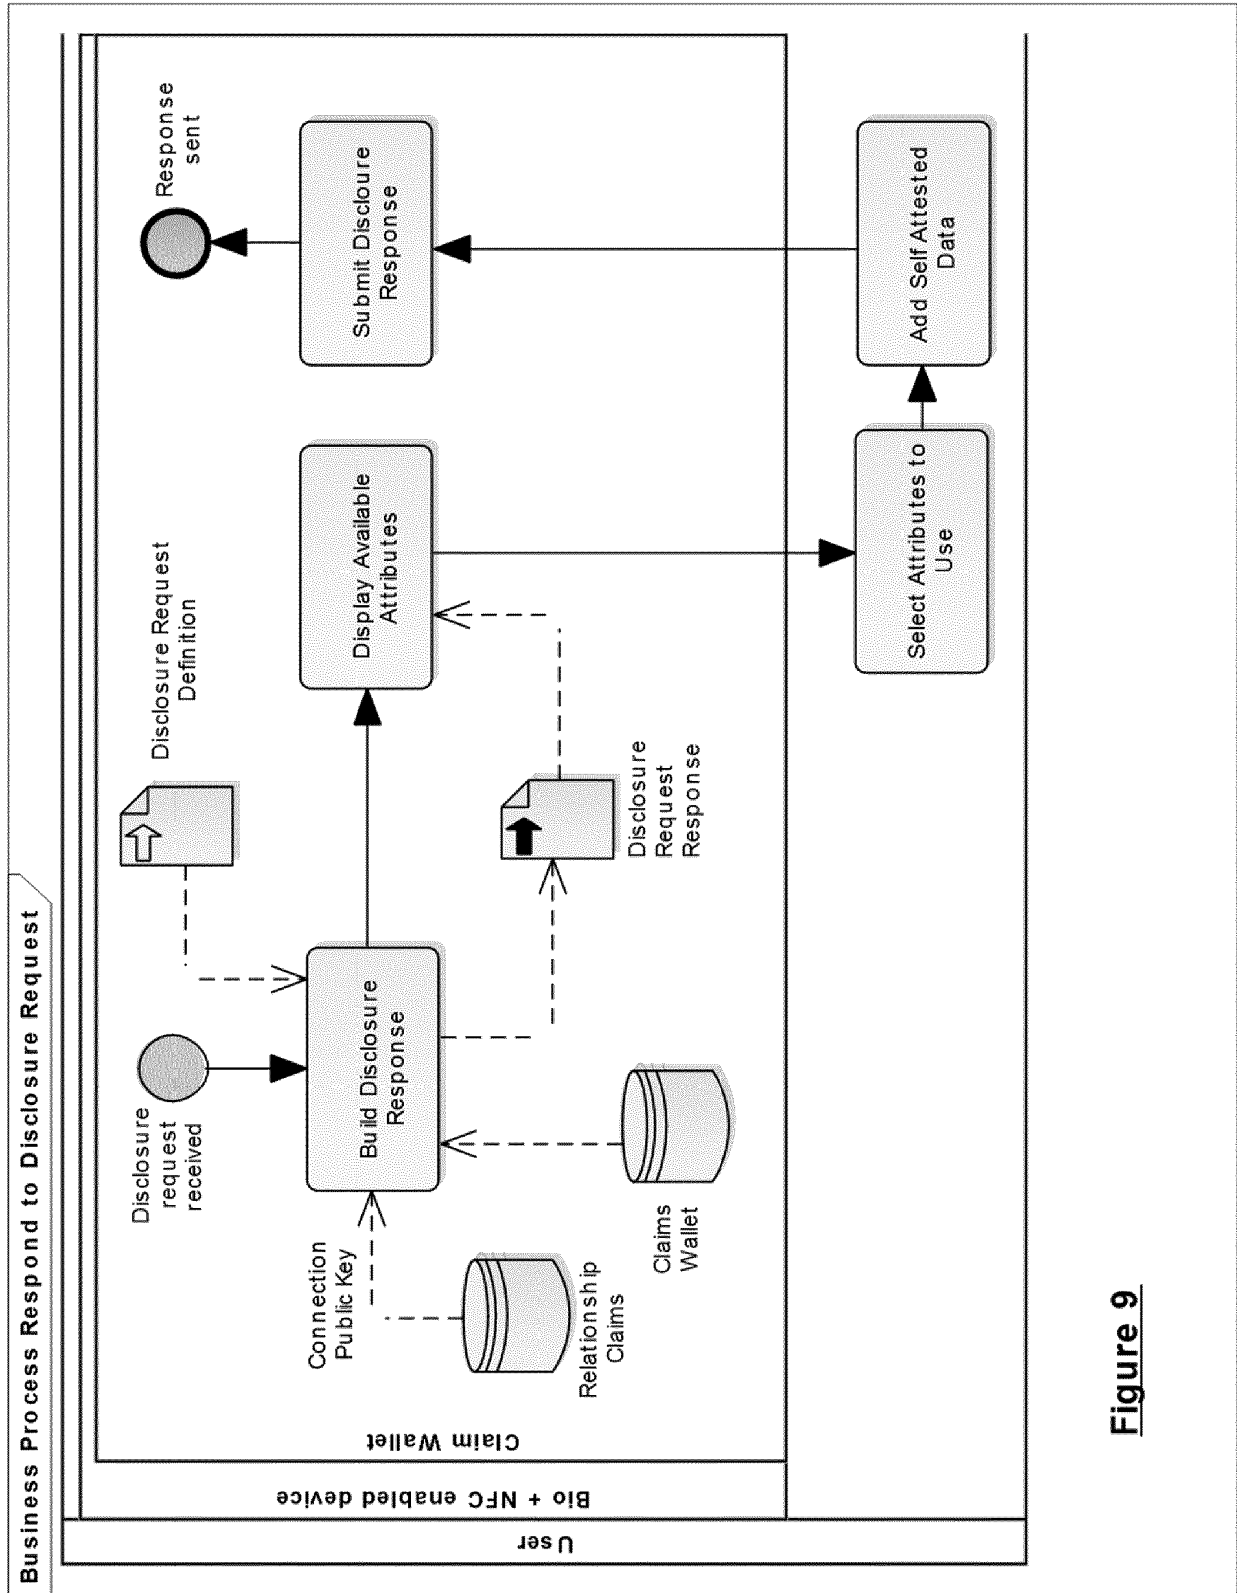 Business Process Respond to Disclosure Request
User
Bio + NFC enabled device
Claim Wallet
Disclosure
request
received
Disclosure Request
Definition
Response
sent
Connection
Public Key
Build Disclosure
Response
Display Available
Attributes
Submit Disclcure
Response
Relationship
Claims
Claims
Wallet
Disclosure
Request
Response
Select Attributes to
Use
Add Self Attested
Data
Figure 9